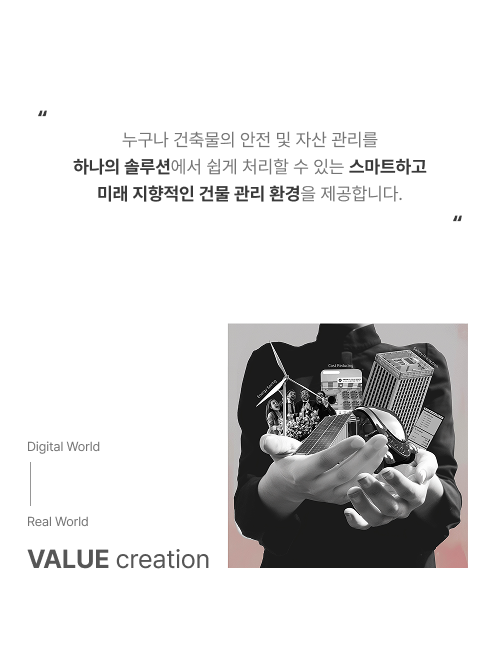 “
누구나 건축물의 안전 및 자산 관리를
하나의 솔루션에서 쉽게 처리할 수 있는 스마트하고
미래 지향적인 건물 관리 환경을 제공합니다.
“
Cost Reducing
Digital World
Real World
VALUE creation